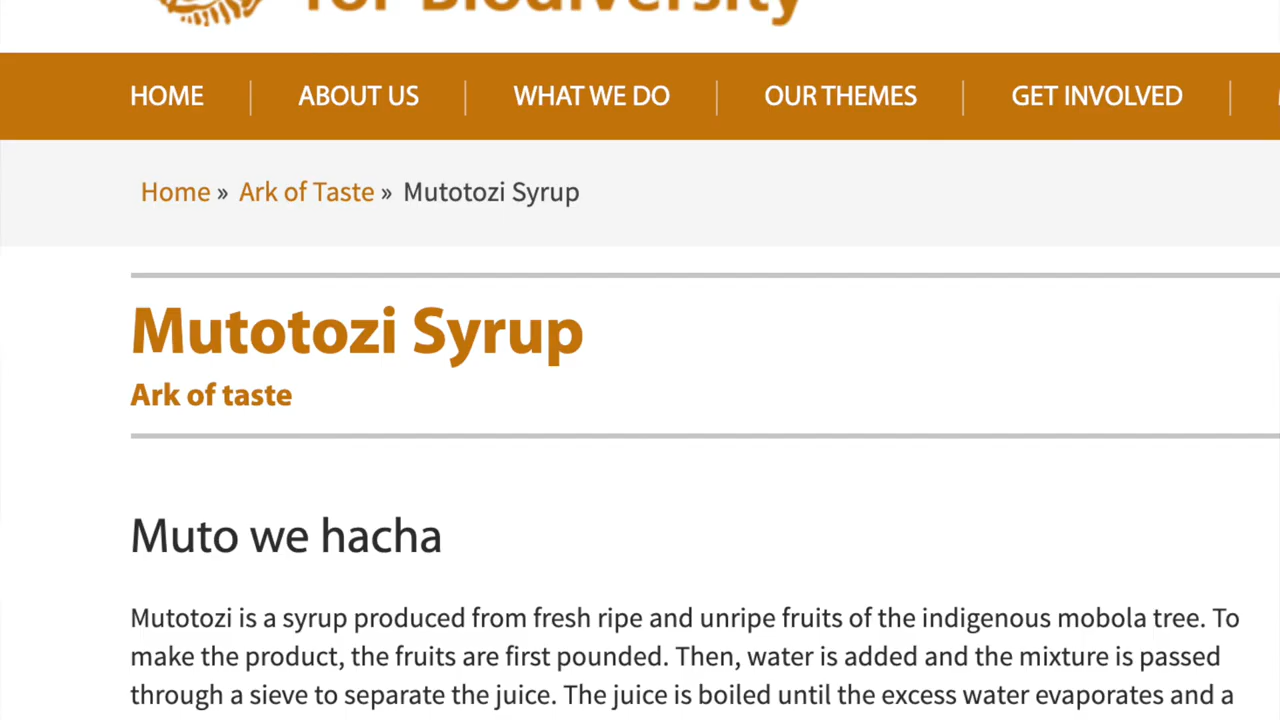 for Biodiversity
HOME ABOUT US WHAT WE DO OUR THEMES GET INVOLVED
Home » Ark of Taste » Mutotozi Syrup
Mutotozi Syrup
Ark of taste
Muto we hacha
Mutotozi is a syrup produced from fresh ripe and unripe fruits of the indigenous mobola tree. To
make the product, the fruits are first pounded. Then, water is added and the mixture is passed
through a sieve to separate the juice. The juice is boiled until the excess water evaporates and a